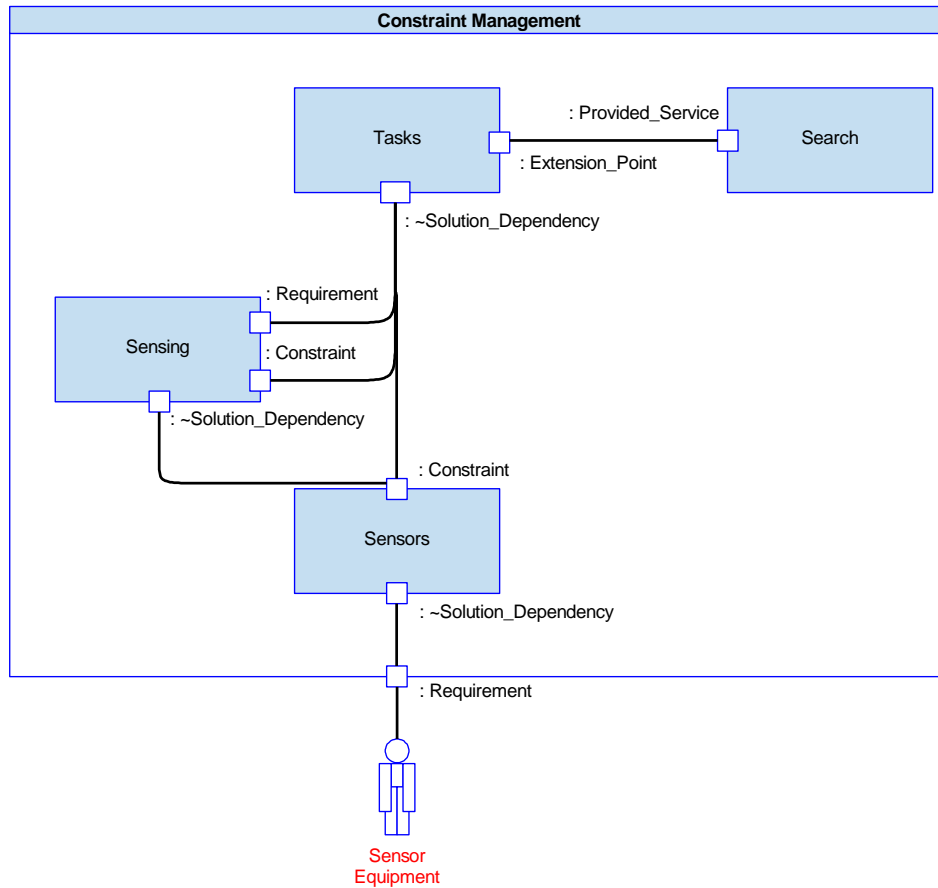 Constraint Management
: Provided_Service
Tasks
Search
: Extension_Point
: ~Solution_Dependency
: Requirement
Sensing
: Constraint
: ~Solution_Dependency
: Constraint
Sensors
: ~Solution_Dependency
: Requirement
Sensor
Equipment